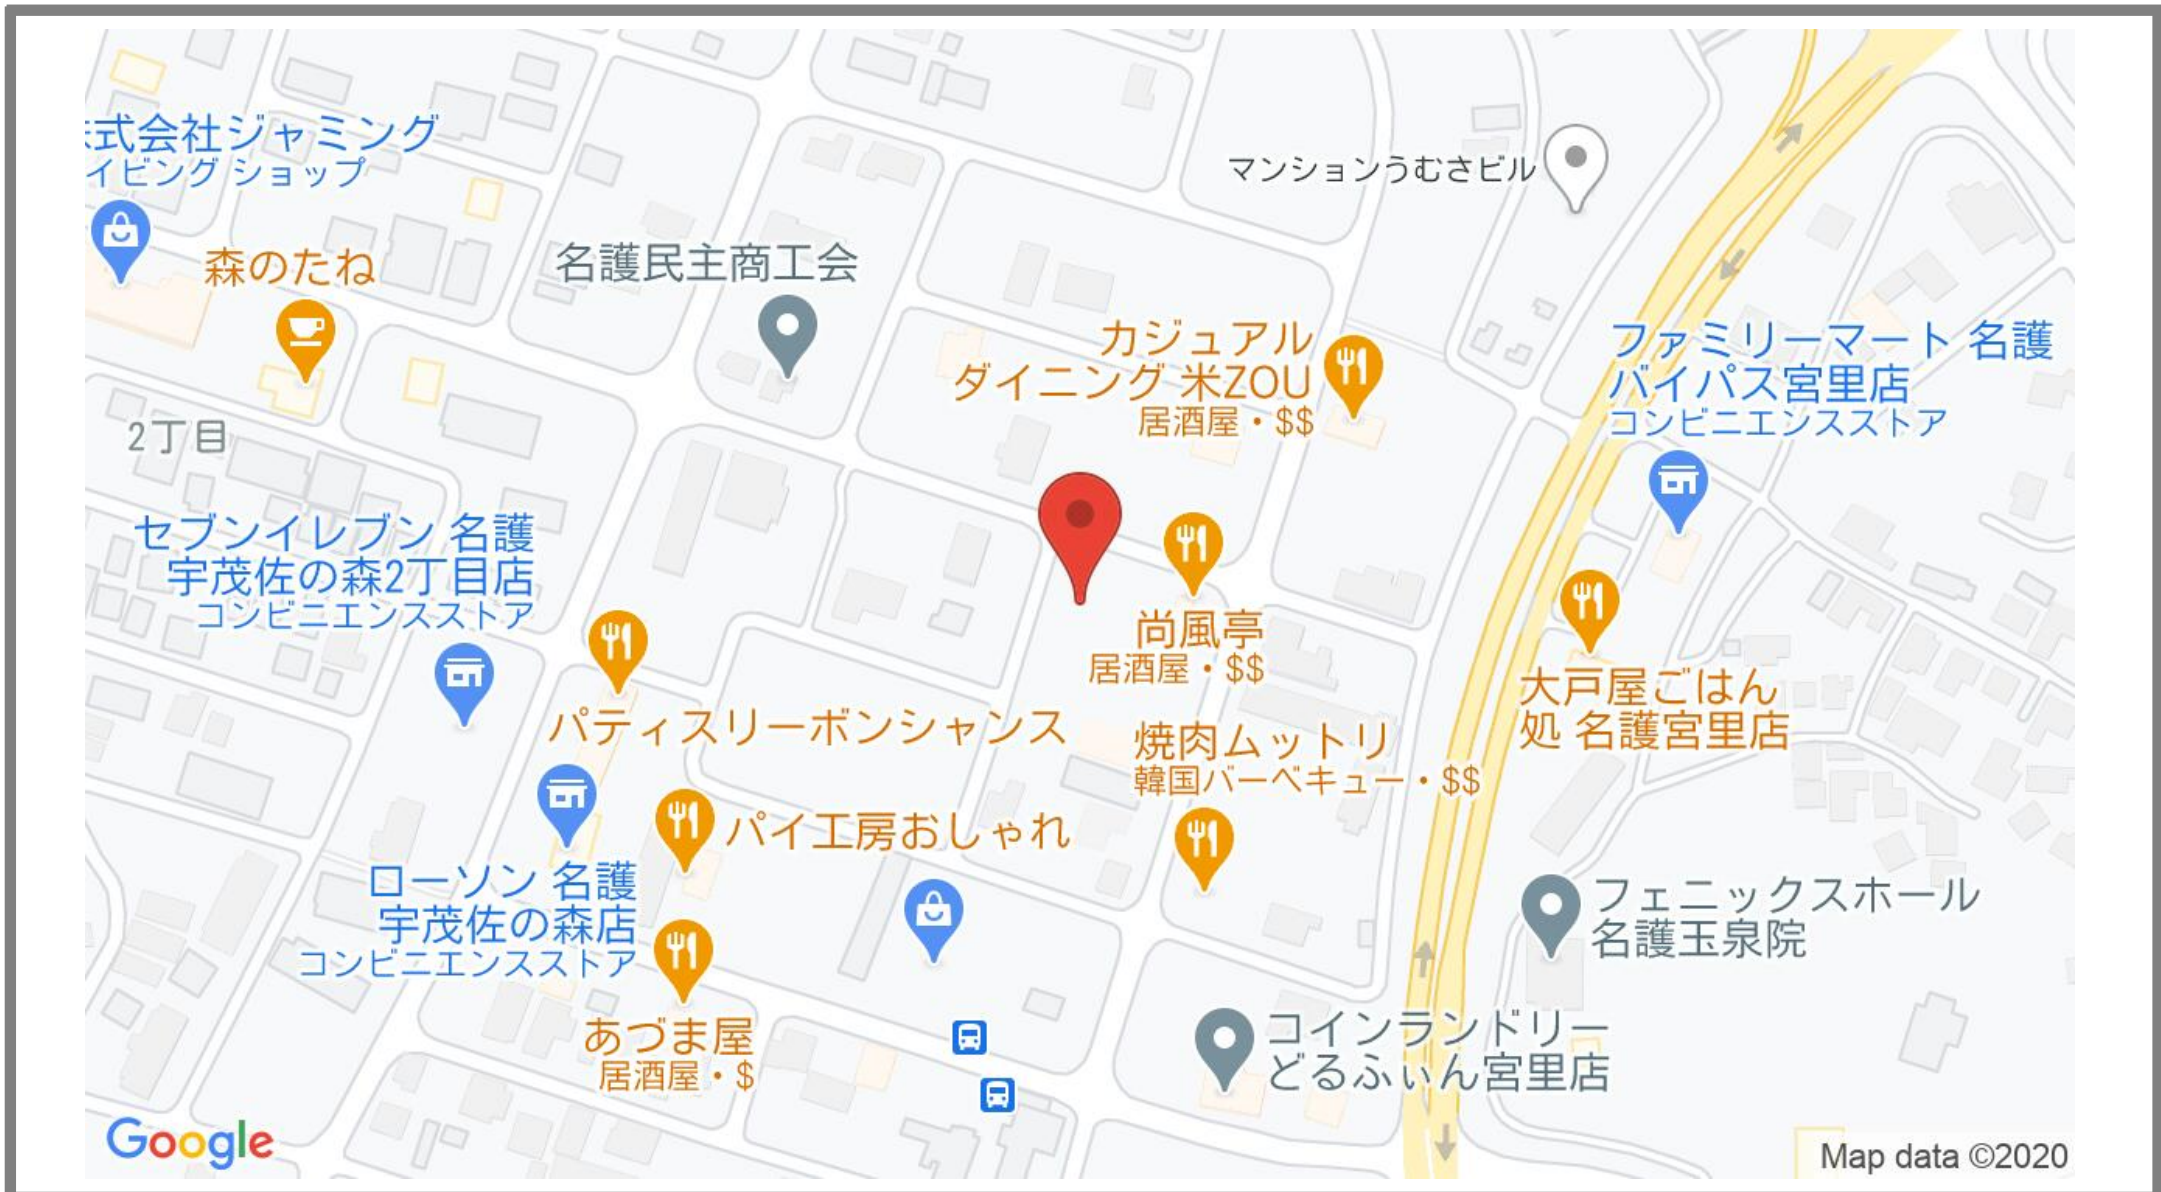 式会社ジャミング
イビング ショップ
マンションうむさビル
森のたね
名護民主商工会
カジュアル
ダイニング 米ZOU
居酒屋・$$
ファミリーマート 名護
バイパス宮里店
コンビニエンスストア
2丁目
セブンイレブン 名護
宇茂佐の森2丁目店
コンビニエンスストア
尚風亭
居酒屋・$$
大戸屋ごはん
処 名護宮里店
パティスリーボンシャンス
焼肉ムットリ
韓国バーベキュー・$$
パイ工房おしゃれ
ローソン 名護
宇茂佐の森店
コンビニエンスストア
フェニックスホール
名護玉泉院
あづま屋
居酒屋・$
コインランドリー
どるふぃん宮里店
Google
Map data ©2020